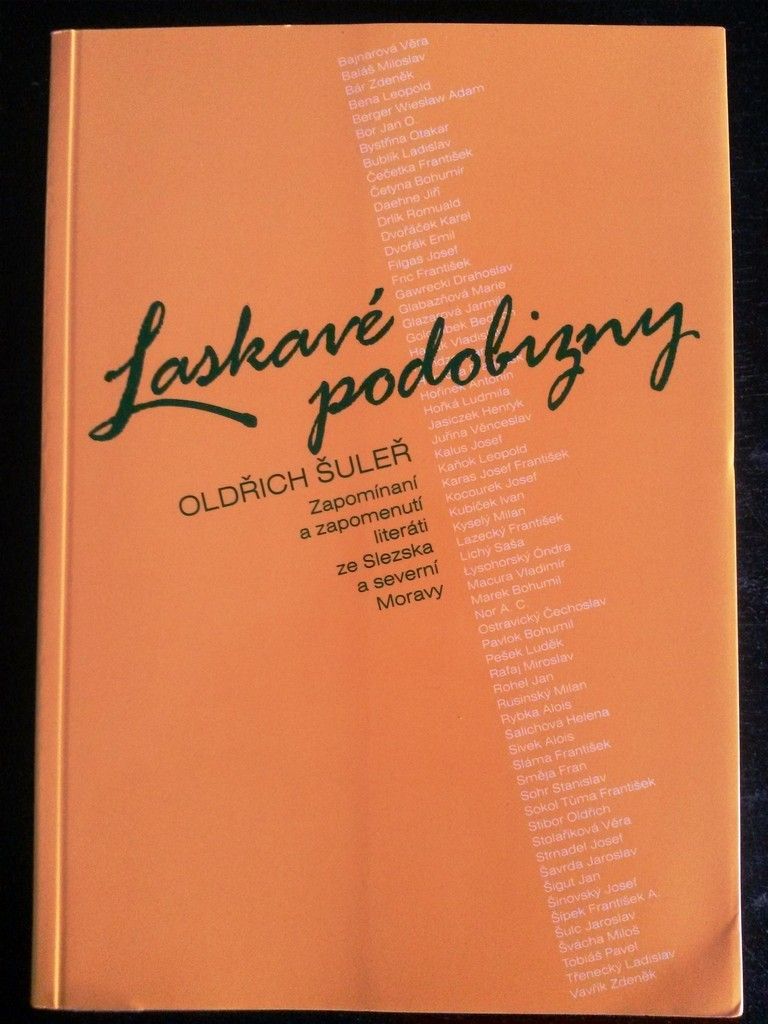 Bajnarová Věra
Baláš Miloslav
Bár Zdeněk
Bena Leopold
Berger Wieslaw Adam
Bor Jan O.
Bystřina Otakar
Bublík Ladislav
Čečetka František
Četyna Bohumír
Daehne Jiří
Drlík Romuald
Dvořáček Karel
Dvořák Emil
Filgas Josef
Fric František
Gawrecki Drahoslav
Glabazňová Marie
Glazarová Jarmila
Laskavé
podobizny
Hořínek Antonín
Hořká Ludmila
Jasiczek Henryk
Juřina Věnceslav
Kalus Josef
Kaňok Leopold
Karas Josef František
Kocourek Josef
Kubíček Ivan
Kyselý Milan
Lazecký František
Lichý Saša
Łysohorský Óndra
Macura Vladimír
Marek Bohumil
Nor A. C.
Ostravický Čechoslav
Pavlok Bohumil
Pešek Luděk
Rafaj Miroslav
Rohel Jan
Rusinský Milan
Rybka Alois
Salichová Helena
Sivek Alois
Sláma František
Směja Fran
Sohr Stanislav
Sokol Tůma František
Stibor Oldřich
Stolaříková Věra
Strnadel Josef
Šavrda Jaroslav
Šigut Jan
Šinovský Josef
Šípek František A.
Šulc Jaroslav
Švácha Miloš
Tobiáš Pavel
Třenecký Ladislav
Vavřík Zdeněk
OLDŘICH ŠULEŘ
Zapomínaní
a zapomenutí
literáti
ze Slezska
a severní
Moravy